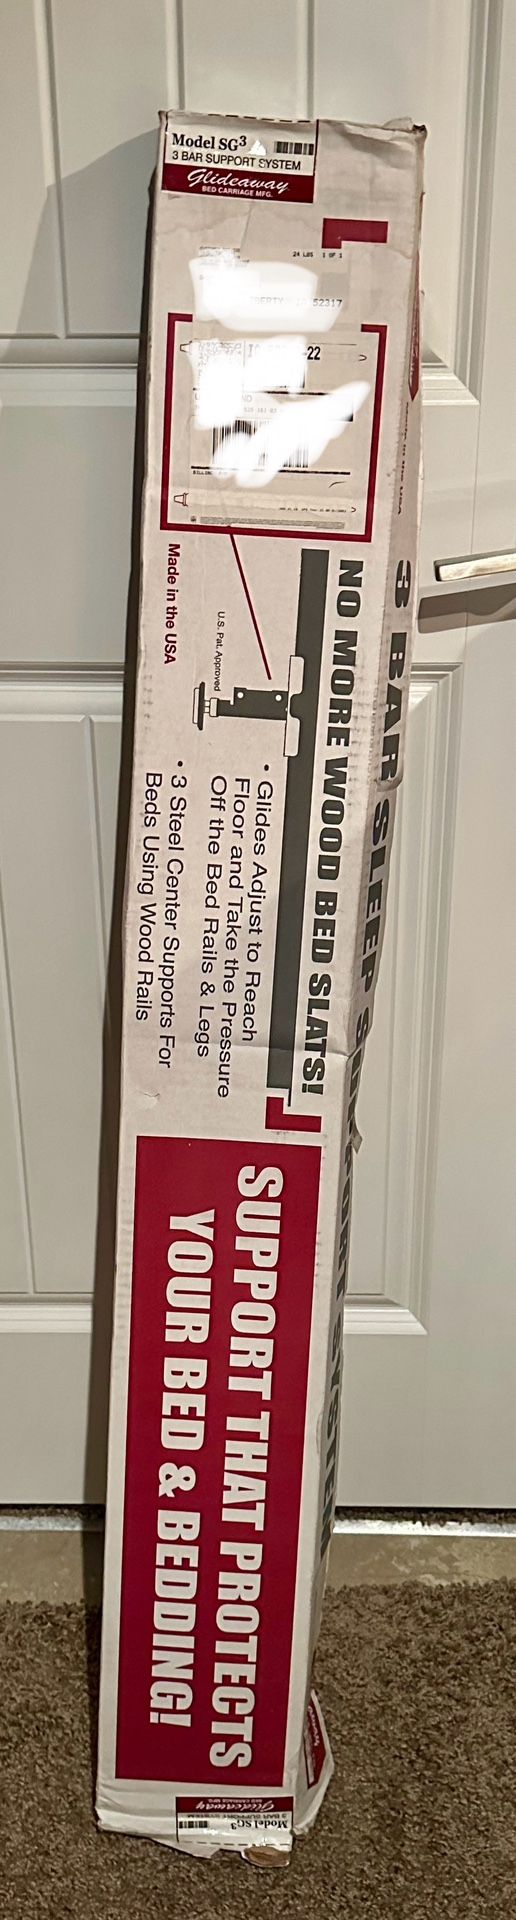 Model SG³
3 BAR SUPPORT SYSTEM
Glideaway
BED CARRIAGE MFG.
24 LBS 1 OF 1
52317
-22
Made in the USA
U.S. Pat. Approved
NO MORE WOOD BED SLATS!
• Glides Adjust to Reach
Floor and Take the Pressure
Off the Bed Rails & Legs
• 3 Steel Center Supports For
Beds Using Wood Rails
3 BAR SLEEP SUPPORT SYSTEM
SUPPORT THAT PROTECTS
YOUR BED & BEDDING!
Model SG³
3 BAR SUPPORT SYSTEM
Glideaway
BED CARRIAGE MFG.